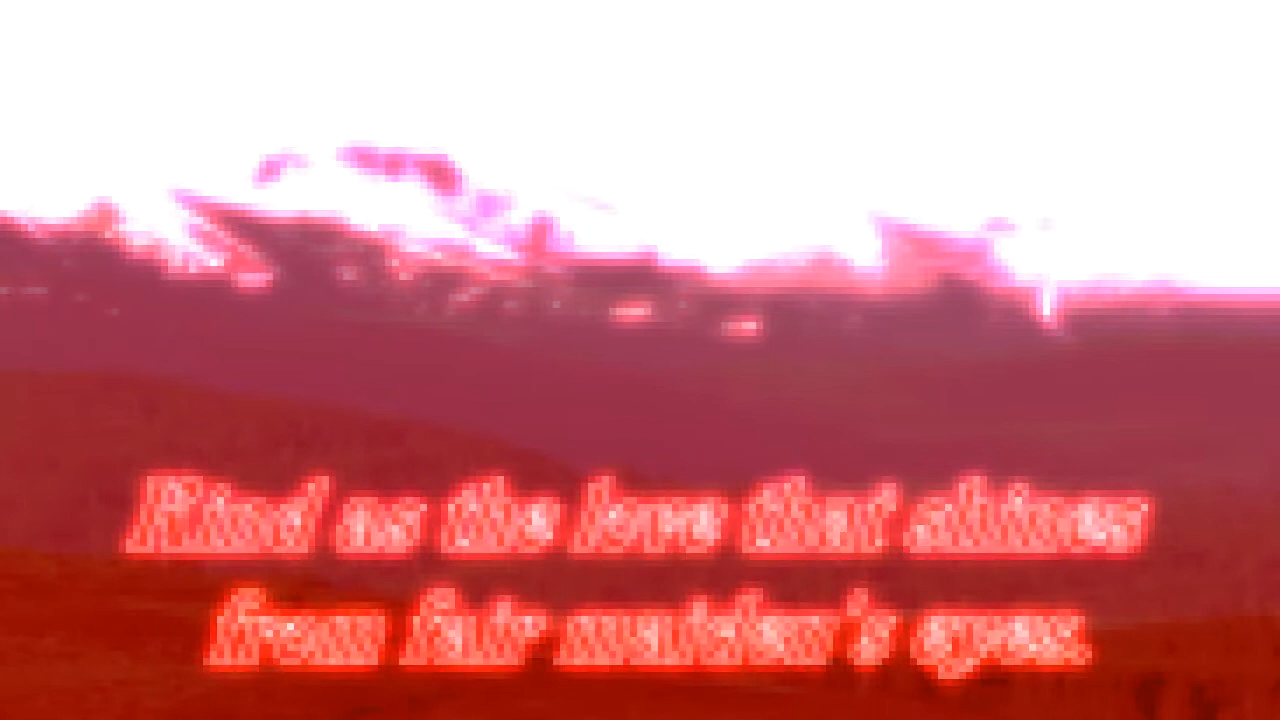 Kind as the love that shines
from fair maiden's eyes.